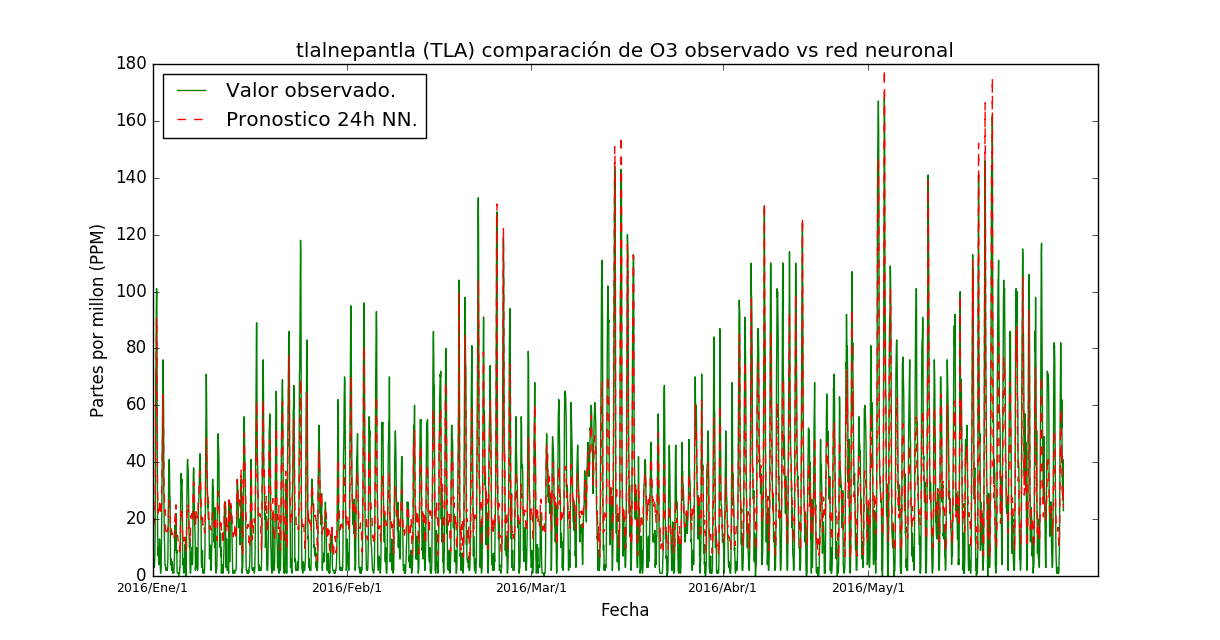 tlalnepantla (TLA) comparación de O3 observado vs red neuronal
Valor observado.
Pronostico 24h NN.
Partes por millon (PPM)
180
160
140
120
100
80
60
40
20
0
2016/Ene/1
2016/Feb/1
2016/Mar/1
2016/Abr/1
2016/May/1
Fecha